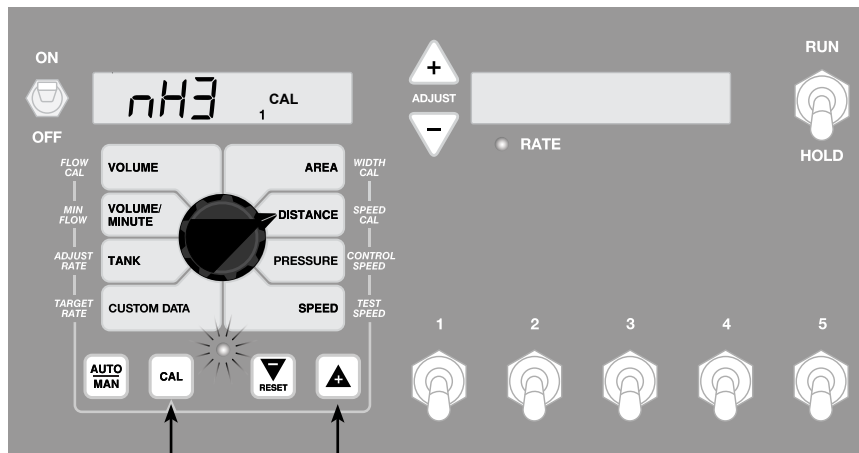 ON
OFF
nH3
1 CAL
+
ADJUST
−
RATE
RUN
HOLD
FLOW
CAL
MIN
FLOW
ADJUST
RATE
TARGET
RATE
VOLUME
VOLUME/
MINUTE
TANK
CUSTOM DATA
AREA
DISTANCE
PRESSURE
SPEED
WIDTH
CAL
SPEED
CAL
CONTROL
SPEED
TEST
SPEED
AUTO
MAN
CAL
−
RESET
+
1 2 3 4 5